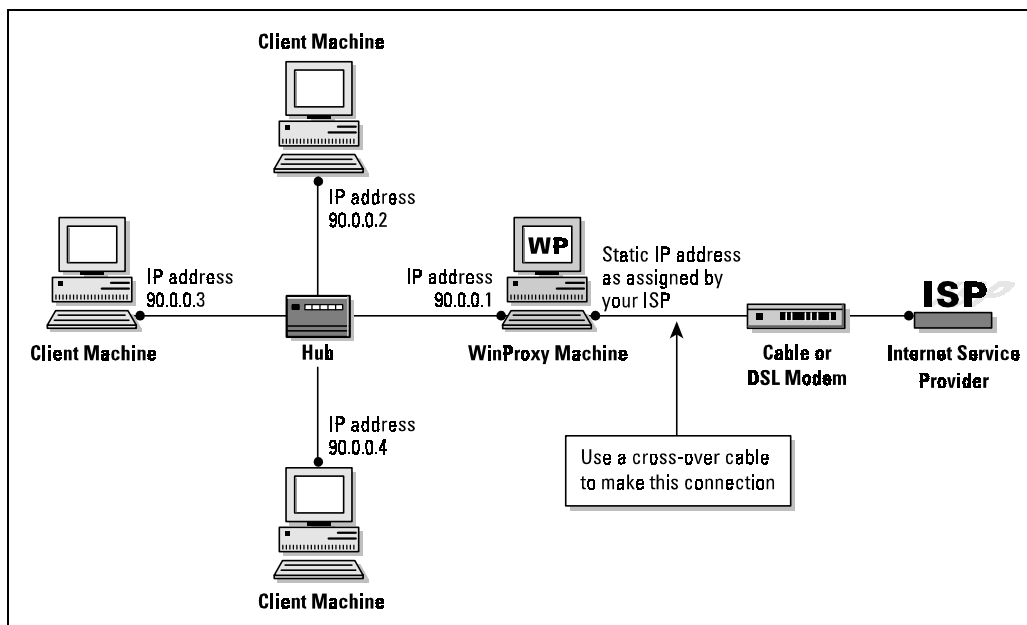 Client Machine
IP address
90.0.0.2
IP address
90.0.0.3
Client Machine
Hub
IP address
90.0.0.1
WP
WinProxy Machine
Static IP address
as assigned by
your ISP
Cable or
DSL Modem
ISP
Internet Service
Provider
IP address
90.0.0.4
Client Machine
Use a cross-over cable
to make this connection